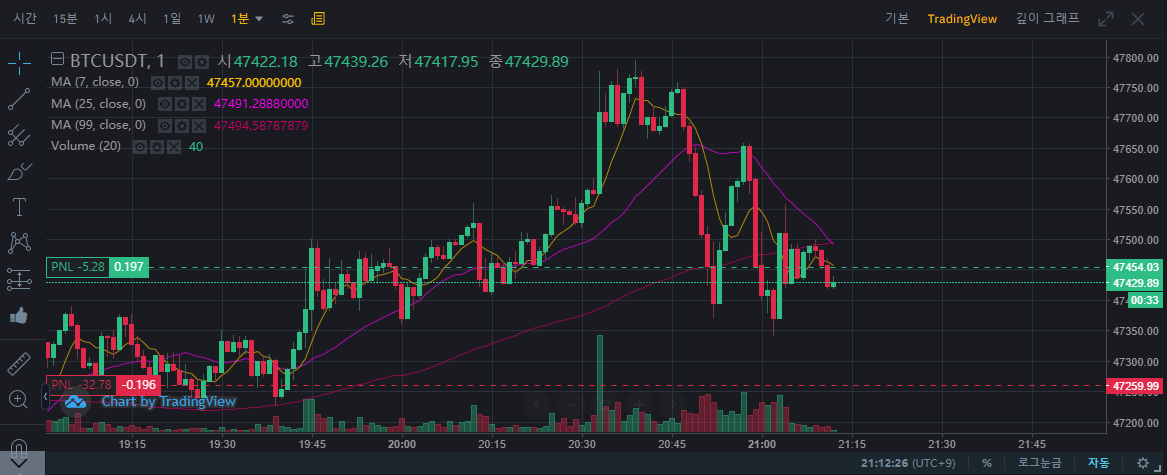 시간 15분 1시 4시 1일 1W 1분 기본 TradingView 깊이 그래프
BTCUSDT, 1 시47422.18 고47439.26 저47417.95 종47429.89
MA (7, close, 0) 47457.00000000
MA (25, close, 0) 47491.28880000
MA (99, close, 0) 47494.58787879
Volume (20) 40
47800.00
47750.00
47700.00
47650.00
47600.00
47550.00
47500.00
PNL -5.28 0.197 47454.03
47429.89
00:33
47350.00
47300.00
PNL -32.78 -0.196 47259.99
Chart by TradingView
47200.00
19:15 19:30 19:45 20:00 20:15 20:30 20:45 21:00 21:15 21:30 21:45
21:12:26 (UTC+9) % 로그눈금 자동